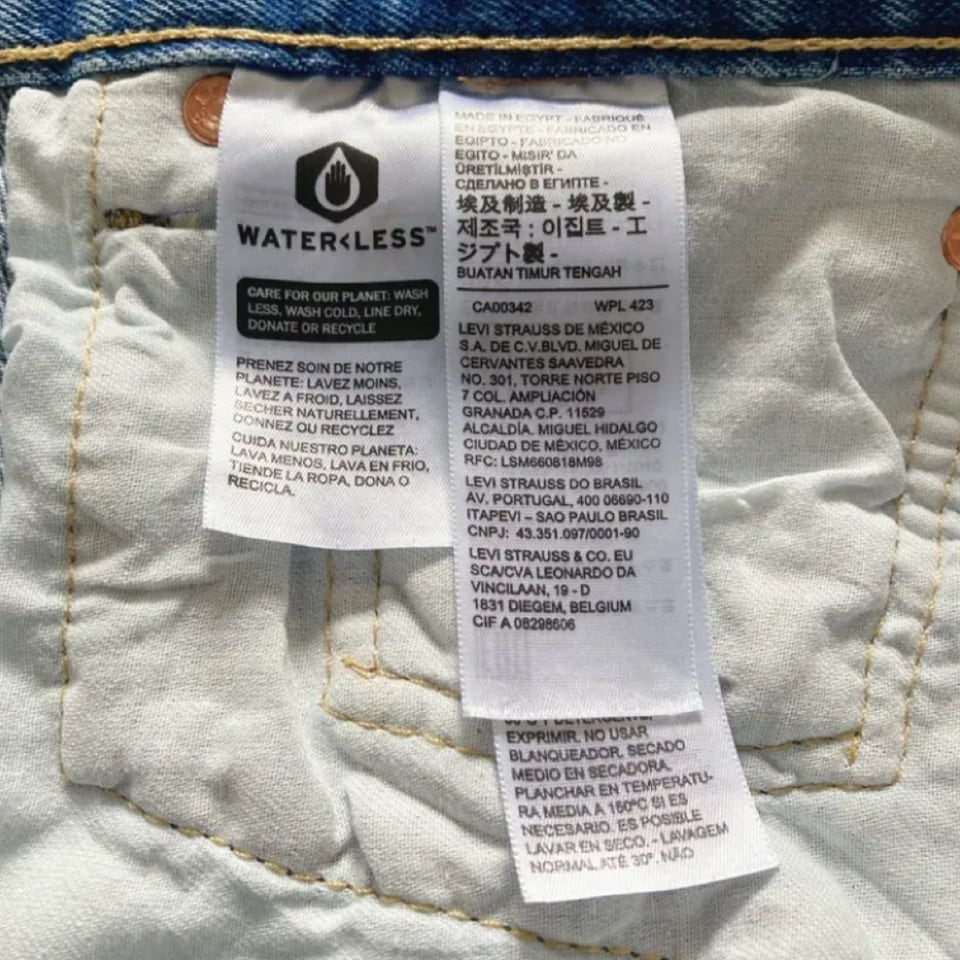 WATER<LESS™
CARE FOR OUR PLANET: WASH
LESS, WASH COLD, LINE DRY,
DONATE OR RECYCLE
PRENEZ SOIN DE NOTRE
PLANETE: LAVEZ MOINS,
LAVEZ A FROID, LAISSEZ
SECHER NATURELLEMENT,
DONNEZ OU RECYCLEZ
CUIDA NUESTRO PLANETA:
LAVA MENOS, LAVA EN FRIO,
TIENDE LA ROPA, DONA O
RECICLA.
MADE IN EGYPT - FABRIQUÉ
EN EGYPTE - FABRICADO EN
EGIPTO - FABRICADO NO
EGITO - MISIR' DA
ÜRETİLMİŞTİR -
СДЕЛАНО В ЕГИПТЕ -
埃及制造 - 埃及製 -
제조국 : 이집트 - エ
ジプト製 -
BUATAN TIMUR TENGAH
CA00342 WPL 423
LEVI STRAUSS DE MÉXICO
S.A. DE C.V.BLVD. MIGUEL DE
CERVANTES SAAVEDRA
NO. 301, TORRE NORTE PISO
7 COL. AMPLIACIÓN
GRANADA C.P. 11529
ALCALDÍA. MIGUEL HIDALGO
CIUDAD DE MÉXICO, MÉXICO
RFC: LSM660818M98
LEVI STRAUSS DO BRASIL
AV. PORTUGAL, 400 06690-110
ITAPEVI – SAO PAULO BRASIL
CNPJ: 43.351.097/0001-90
LEVI STRAUSS & CO. EU
SCA/CVA LEONARDO DA
VINCILAAN, 19 - D
1831 DIEGEM, BELGIUM
CIF A 08298606
DETERGENTE,
EXPRIMIR, NO USAR
BLANQUEADOR, SECADO
MEDIO EN SECADORA.
PLANCHAR EN TEMPERATU-
RA MEDIA A 150ºC SI ES
NECESARIO. ES POSIBLE
LAVAR EN SECO. - LAVAGEM
NORMAL ATÉ 30°. NÃO